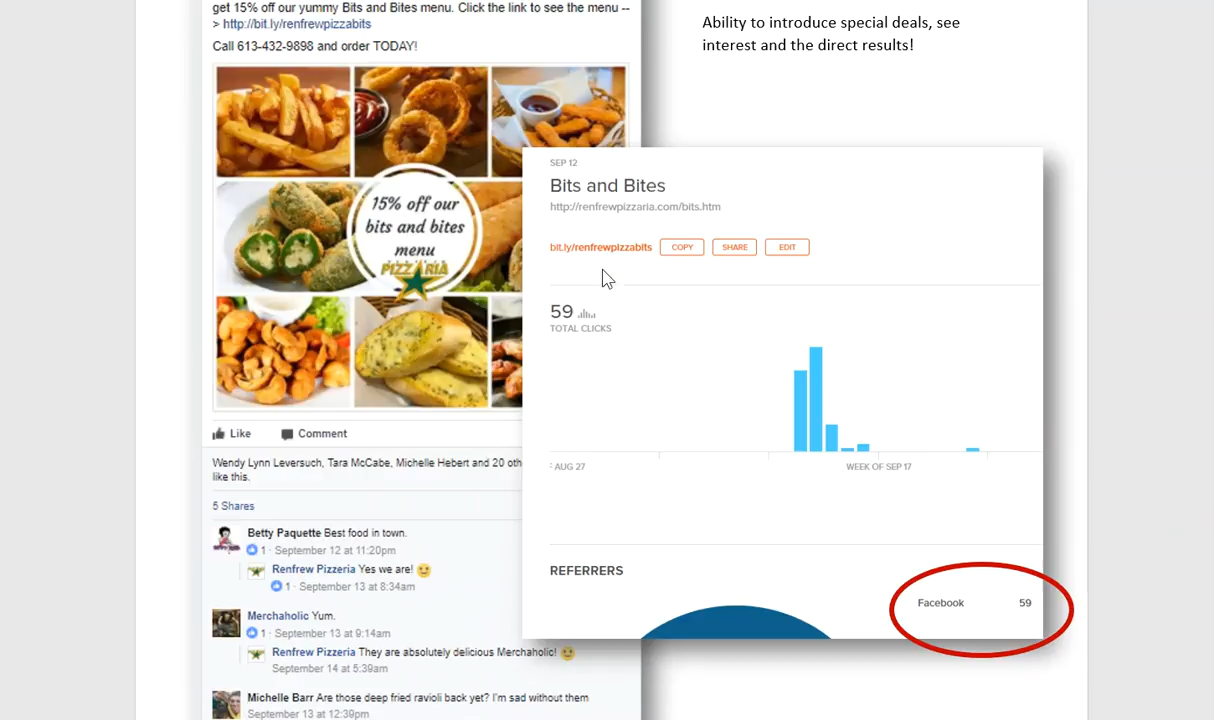 get 15% off our yummy Bits and Bites menu. Click the link to see the menu --
> http://bit.ly/renfrewpizzabits
Call 613-432-9898 and order TODAY!
15% off our
bits and bites
menu
PIZZARIA
Like
Comment
Wendy Lynn Leversuch, Tara McCabe, Michelle Hebert and 20 oth
like this.
5 Shares
Betty Paquette Best food in town.
1 · September 12 at 11:20pm
Renfrew Pizzeria Yes we are!
1 · September 13 at 8:34am
Merchaholic Yum.
1 · September 13 at 9:14am
Renfrew Pizzeria They are absolutely delicious Merchaholic!
September 14 at 5:39am
Michelle Barr Are those deep fried ravioli back yet? I'm sad without them
September 13 at 12:39pm
Ability to introduce special deals, see
interest and the direct results!
SEP 12
Bits and Bites
http://renfrewpizzaria.com/bits.htm
bit.ly/renfrewpizzabits
COPY
SHARE
EDIT
59
TOTAL CLICKS
AUG 27
WEEK OF SEP 17
REFERRERS
Facebook 59